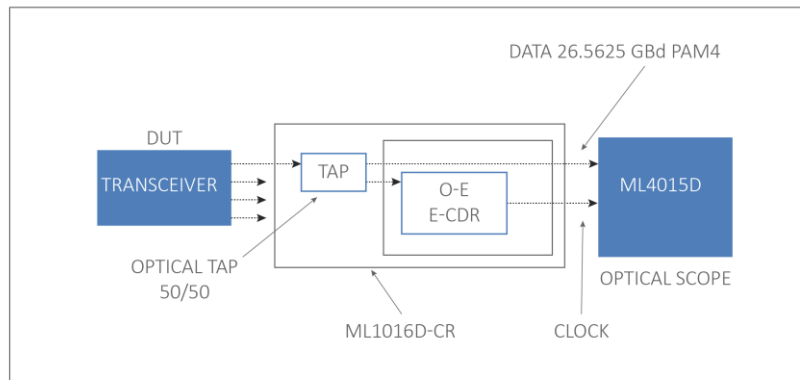 DATA 26.5625 GBd PAM4
DUT
TRANSCEIVER
TAP
O-E
E-CDR
ML4015D
OPTICAL TAP
50/50
OPTICAL SCOPE
ML1016D-CR
CLOCK